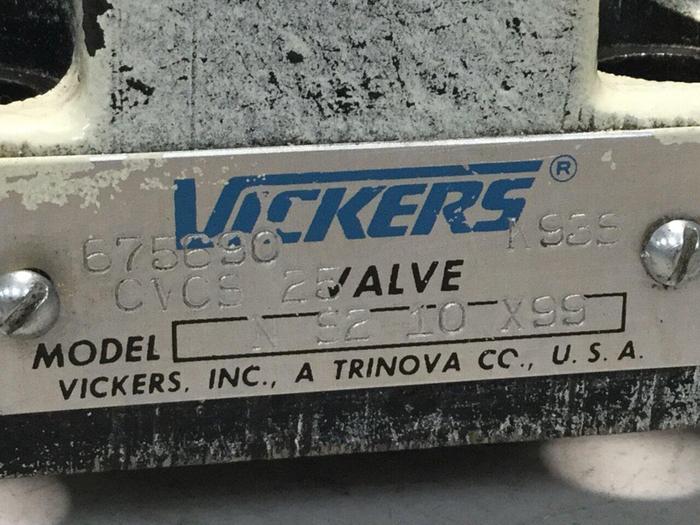 VICKERS ®
675690 K93S
CVCS 25 VALVE
MODEL N S2 10 X99
VICKERS, INC., A TRINOVA CO., U.S.A.